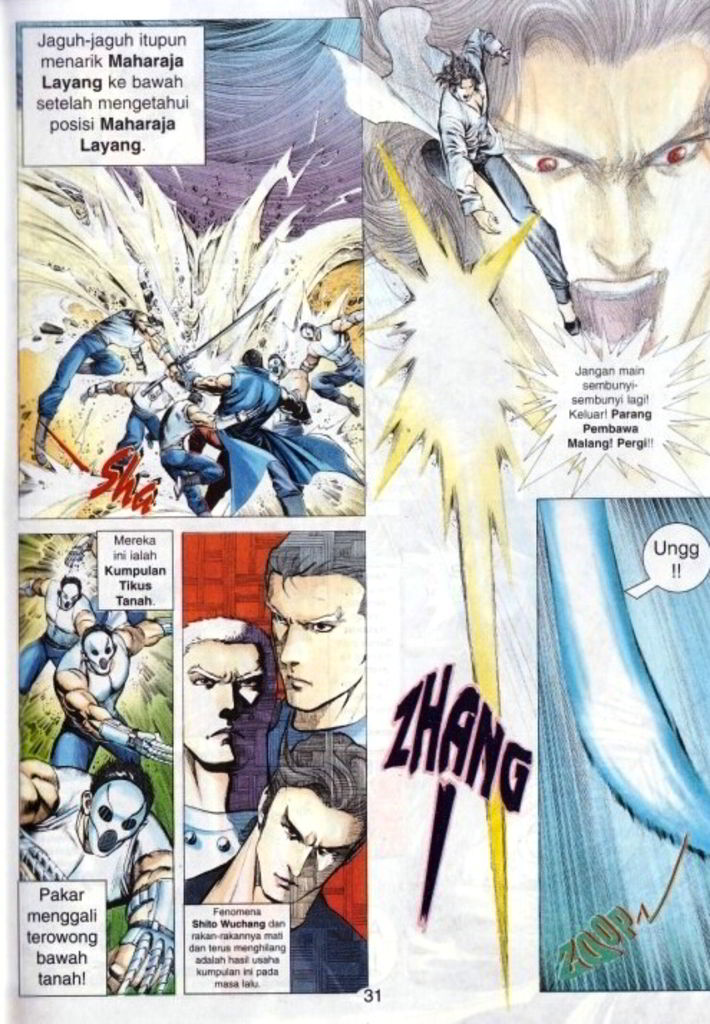 Jaguh-jaguh itupun
menarik Maharaja
Layang ke bawah
setelah mengetahui
posisi Maharaja
Layang.
Jangan main
sembunyi-
sembunyi lagi!
Keluar! Parang
Pembawa
Malang! Pergi!!
Sha
Mereka
ini ialah
Kumpulan
Tikus
Tanah.
Pakar
menggali
terowong
bawah
tanah!
Fenomena
Shito Wuchang dan
rakan-rakannya mati
dan terus menghilang
adalah hasil usaha
kumpulan ini pada
masa lalu.
ZHANG
Ungg
!!
ZOOP
31